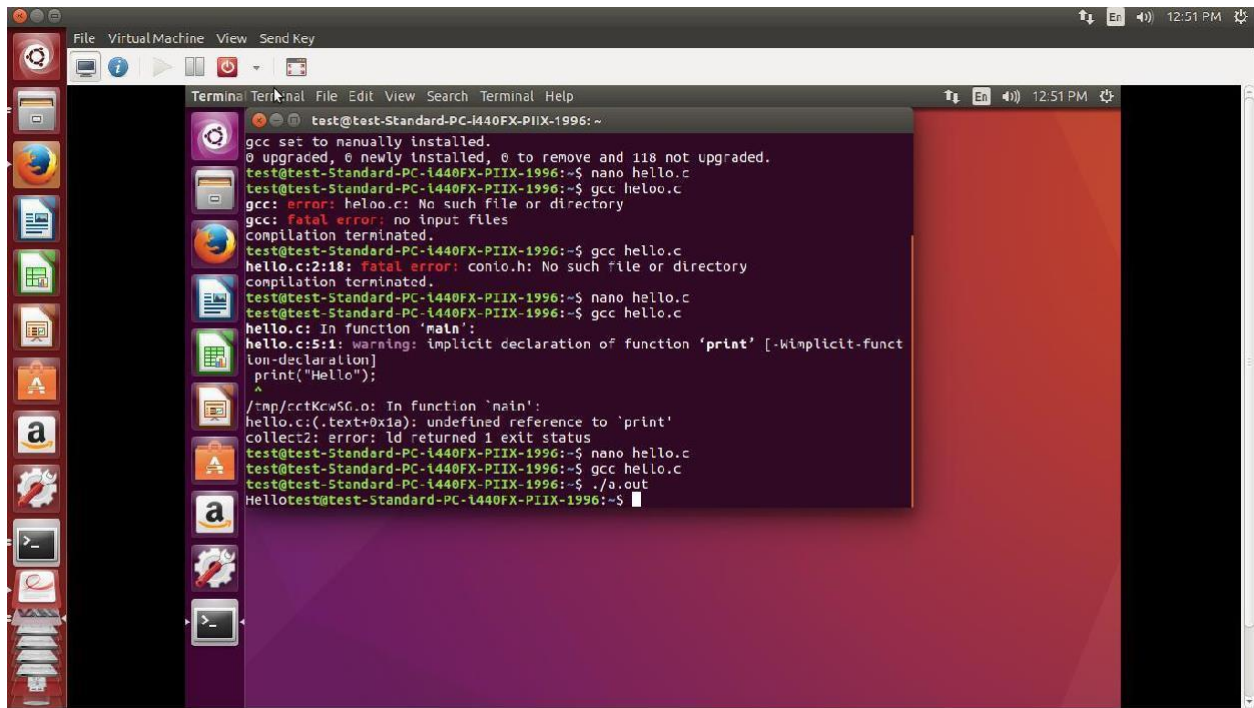 En 12:51 PM
File Virtual Machine View Send Key
Terminal Terminal File Edit View Search Terminal Help En 12:51 PM
test@test-Standard-PC-i440FX-PIIX-1996: ~
gcc set to manually installed.
0 upgraded, 0 newly installed, 0 to remove and 118 not upgraded.
test@test-Standard-PC-i440FX-PIIX-1996:~$ nano hello.c
test@test-Standard-PC-i440FX-PIIX-1996:~$ gcc heloo.c
gcc: error: heloo.c: No such file or directory
gcc: fatal error: no input files
compilation terminated.
test@test-Standard-PC-i440FX-PIIX-1996:~$ gcc hello.c
hello.c:2:18: fatal error: conio.h: No such file or directory
compilation terminated.
test@test-Standard-PC-i440FX-PIIX-1996:~$ nano hello.c
test@test-Standard-PC-i440FX-PIIX-1996:~$ gcc hello.c
hello.c: In function ‘main’:
hello.c:5:1: warning: implicit declaration of function ‘print’ [-Wimplicit-funct
ion-declaration]
print("Hello");
^
/tmp/cctKcwSG.o: In function `main':
hello.c:(.text+0x1a): undefined reference to `print'
collect2: error: ld returned 1 exit status
test@test-Standard-PC-i440FX-PIIX-1996:~$ nano hello.c
test@test-Standard-PC-i440FX-PIIX-1996:~$ gcc hello.c
test@test-Standard-PC-i440FX-PIIX-1996:~$ ./a.out
Hellotest@test-Standard-PC-i440FX-PIIX-1996:~$